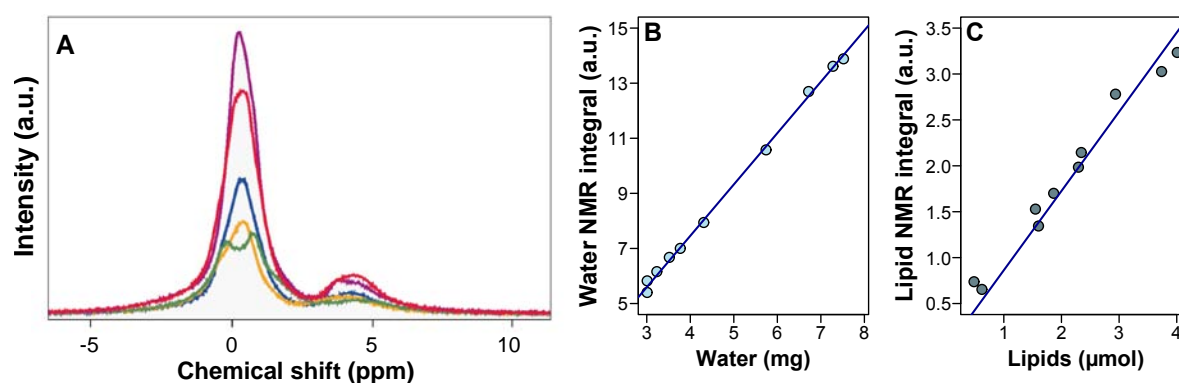 A
Intensity (a.u.)
-5 0 5 10
Chemical shift (ppm)
B
Water NMR integral (a.u.)
15
13
11
9
7
5
3 4 5 6 7 8
Water (mg)
C
Lipid NMR integral (a.u.)
3.5
3.0
2.5
2.0
1.5
1.0
0.5
1 2 3 4
Lipids (µmol)